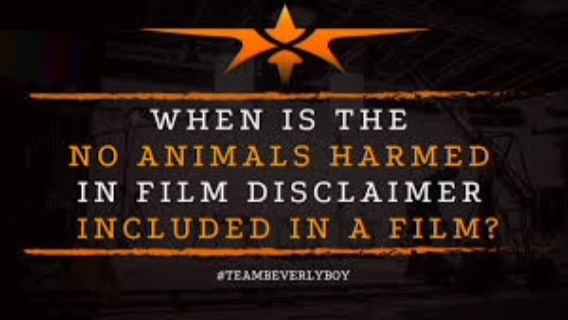 WHEN IS THE
NO ANIMALS HARMED
IN FILM DISCLAIMER
INCLUDED IN A FILM?
#TEAMBEVERLYBOY